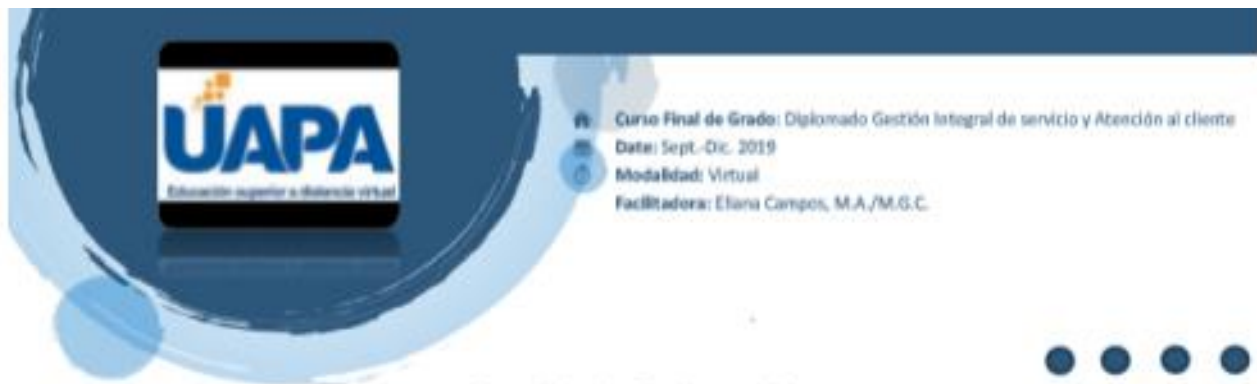 UAPA
Educación superior a distancia virtual
Curso Final de Grado: Diplomado Gestión Integral de servicio y Atención al cliente
Date: Sept.-Dic. 2019
Modalidad: Virtual
Facilitadora: Eliana Campos, M.A./M.G.C.